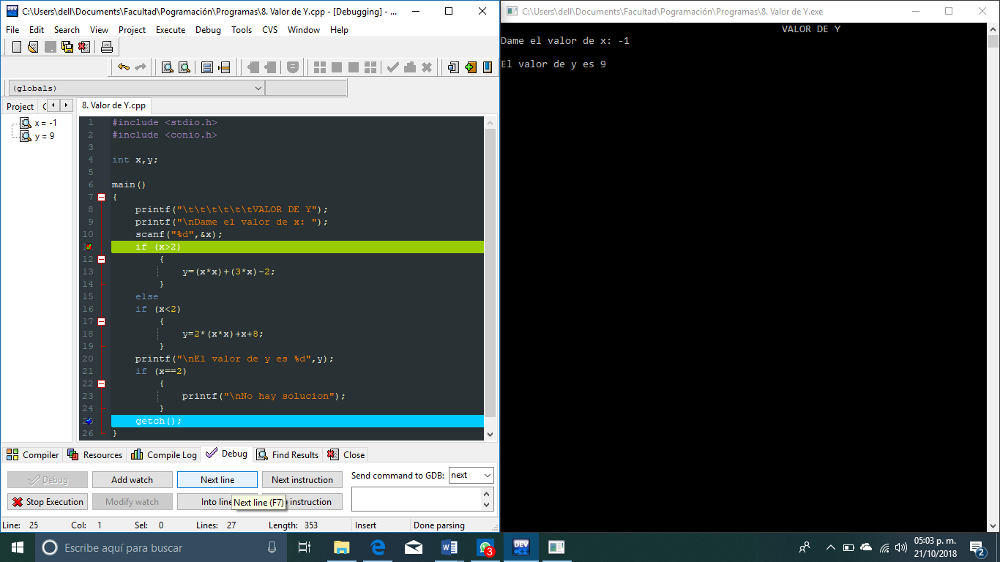 C:\Users\dell\Documents\Facultad\Pogramación\Programas\8. Valor de Y.cpp - [Debugging] - ...
File Edit Search View Project Execute Debug Tools CVS Window Help
(globals)
Project
8. Valor de Y.cpp
x = -1
y = 9
1 #include <stdio.h>
2 #include <conio.h>
3
4 int x,y;
5
6 main()
7 {
8 printf("\t\t\t\t\t\tVALOR DE Y");
9 printf("\nDame el valor de x: ");
10 scanf("%d",&x);
if (x>2)
12 {
13 y=(x*x)+(3*x)-2;
14 }
15 else
16 if (x<2)
17 {
18 y=2*(x*x)+x+8;
19 }
20 printf("\nEl valor de y es %d",y);
21 if (x==2)
22 {
23 printf("\nNo hay solucion");
24 }
getch();
26 }
Compiler Resources Compile Log Debug Find Results Close
Debug Add watch Next line Next instruction
Send command to GDB: next
Stop Execution Modify watch Into line instruction
Next line (F7)
Line: 25 Col: 1 Sel: 0 Lines: 27 Length: 353 Insert Done parsing
C:\Users\dell\Documents\Facultad\Pogramación\Programas\8. Valor de Y.exe
VALOR DE Y
Dame el valor de x: -1
El valor de y es 9
Escribe aquí para buscar
3
DEV
05:03 p. m.
21/10/2018
2